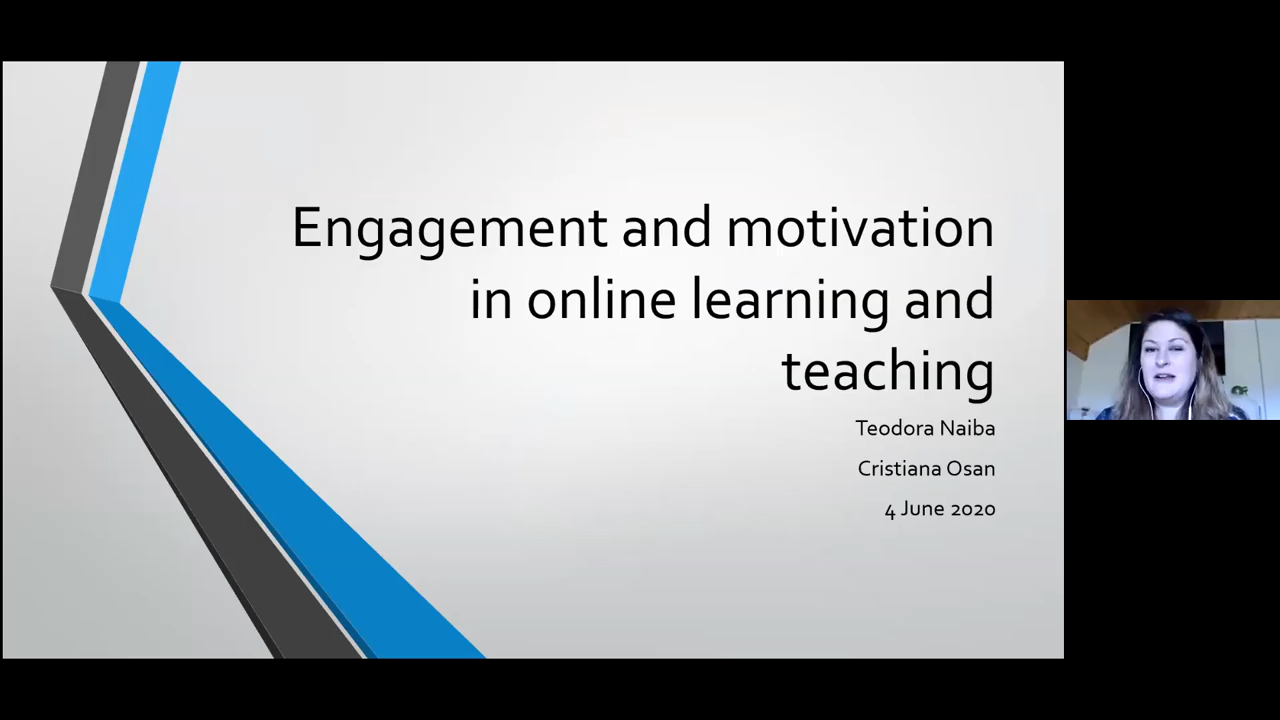 Engagement and motivation
in online learning and
teaching
Teodora Naiba
Cristiana Osan
4 June 2020